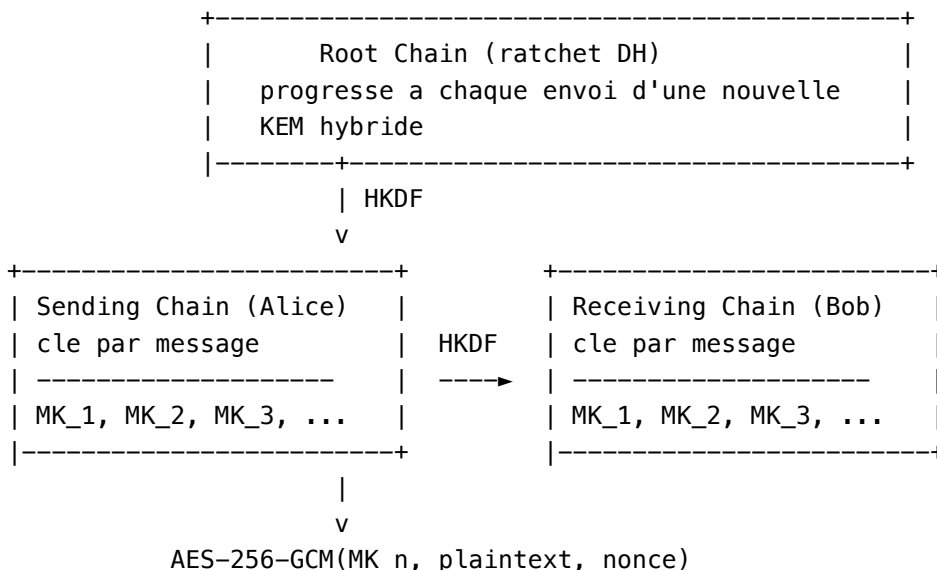 Root Chain (ratchet DH)
progresse a chaque envoi d'une nouvelle
KEM hybride
HKDF
v
Sending Chain (Alice)
cle par message
MK_1, MK_2, MK_3, ...
HKDF
Receiving Chain (Bob)
cle par message
MK_1, MK_2, MK_3, ...
v
AES-256-GCM(MK_n, plaintext, nonce)